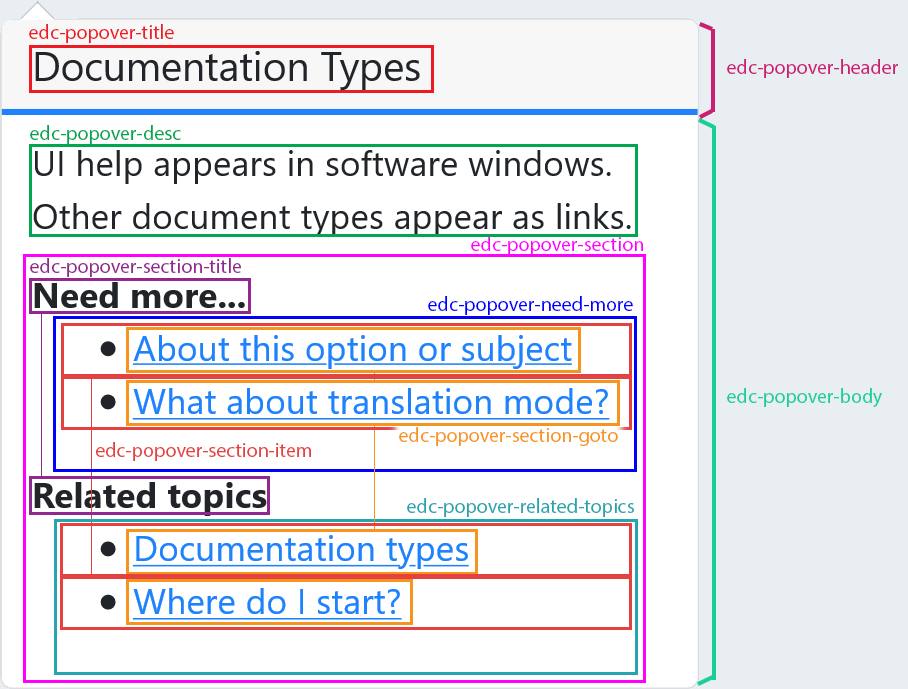 edc-popover-title
Documentation Types
edc-popover-header
edc-popover-desc
UI help appears in software windows.
Other document types appear as links.
edc-popover-section
edc-popover-section-title
Need more...
edc-popover-need-more
• About this option or subject
• What about translation mode?
edc-popover-body
edc-popover-section-goto
edc-popover-section-item
Related topics
edc-popover-related-topics
• Documentation types
• Where do I start?